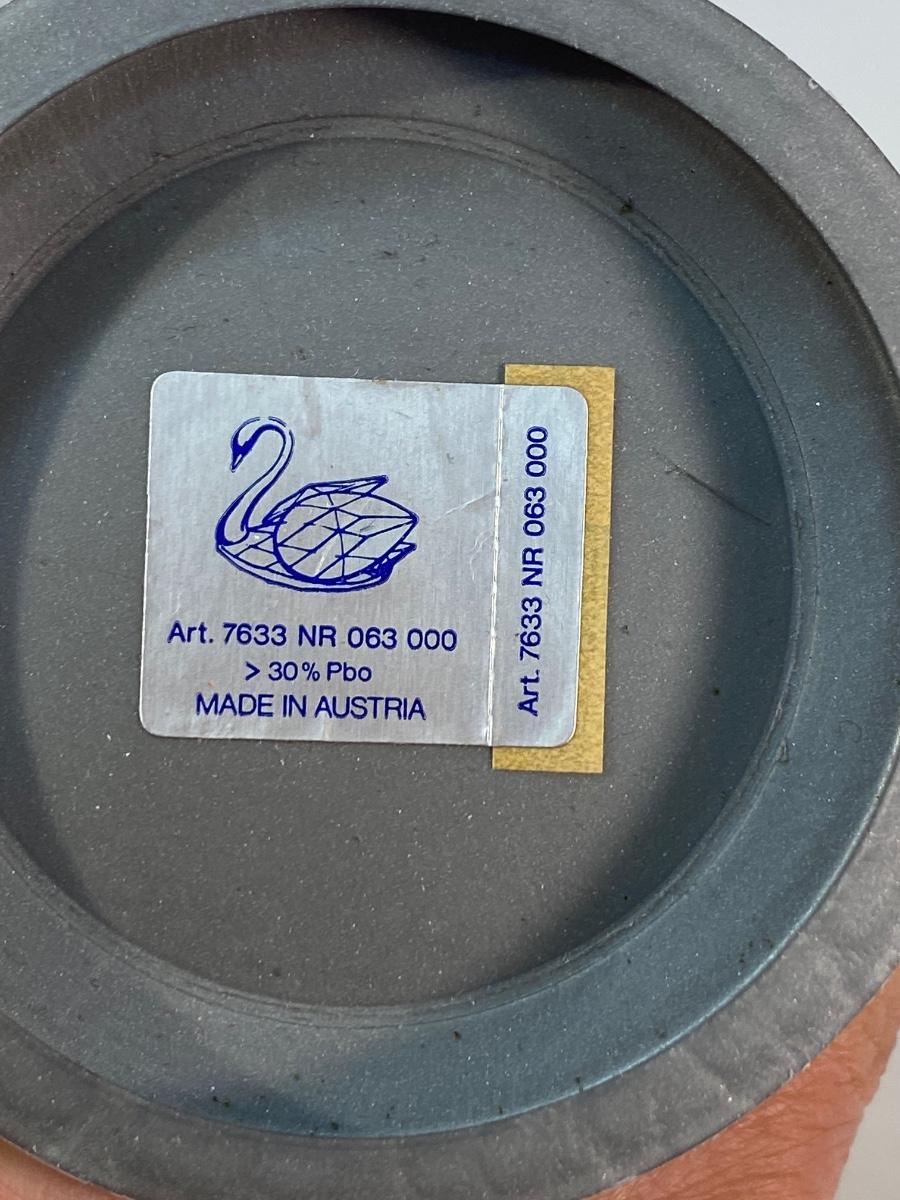 Art. 7633 NR 063 000
> 30% Pbo
MADE IN AUSTRIA
Art. 7633 NR 063 000